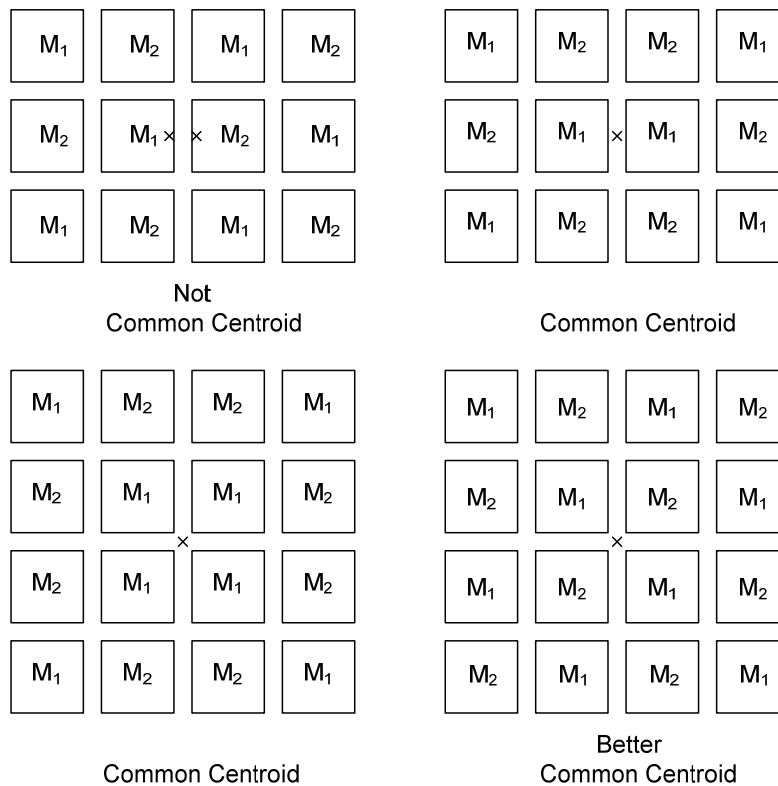 M₁ M₂ M₁ M₂
M₂ M₁ × × M₂ M₁
M₁ M₂ M₁ M₂
Not
Common Centroid
M₁ M₂ M₂ M₁
M₂ M₁ × M₁ M₂
M₁ M₂ M₂ M₁
Common Centroid
M₁ M₂ M₂ M₁
M₂ M₁ M₁ M₂
×
M₂ M₁ M₁ M₂
M₁ M₂ M₂ M₁
Common Centroid
M₁ M₂ M₁ M₂
M₂ M₁ M₂ M₁
×
M₁ M₂ M₁ M₂
M₂ M₁ M₂ M₁
Better
Common Centroid